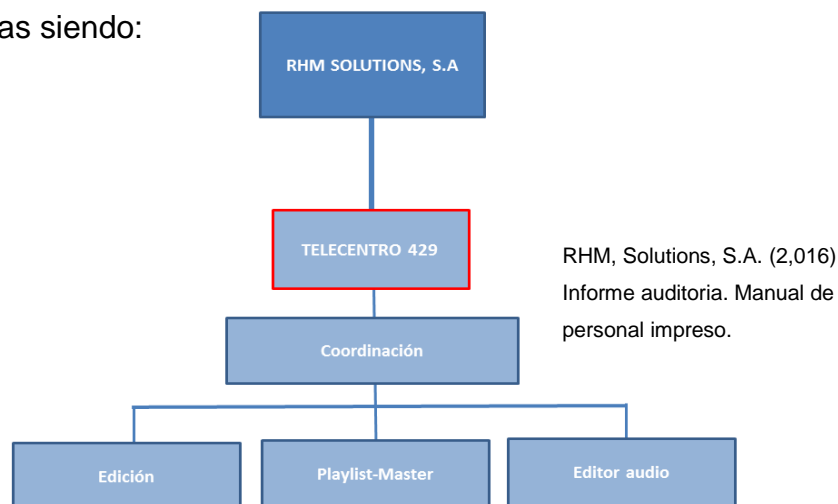 as siendo:
RHM SOLUTIONS, S.A
TELECENTRO 429
RHM, Solutions, S.A. (2,016)
Informe auditoria. Manual de
personal impreso.
Coordinación
Edición
Playlist-Master
Editor audio